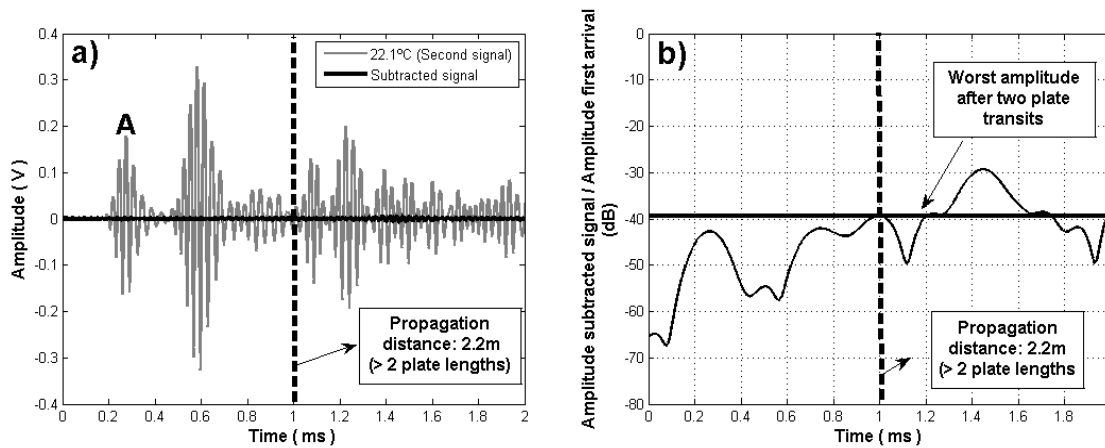 a)
22.1ºC (Second signal)
Subtracted signal
A
Amplitude ( V )
0.4
0.3
0.2
0.1
0
-0.1
-0.2
-0.3
-0.4
Propagation
distance: 2.2m
(> 2 plate lengths)
0 0.2 0.4 0.6 0.8 1 1.2 1.4 1.6 1.8 2
Time ( ms )
b)
Amplitude subtracted signal / Amplitude first arrival
(dB)
0
-10
-20
-30
-40
-50
-60
-70
-80
Worst amplitude
after two plate
transits
Propagation
distance: 2.2m
(> 2 plate lengths
0 0.2 0.4 0.6 0.8 1 1.2 1.4 1.6 1.8
Time ( ms )